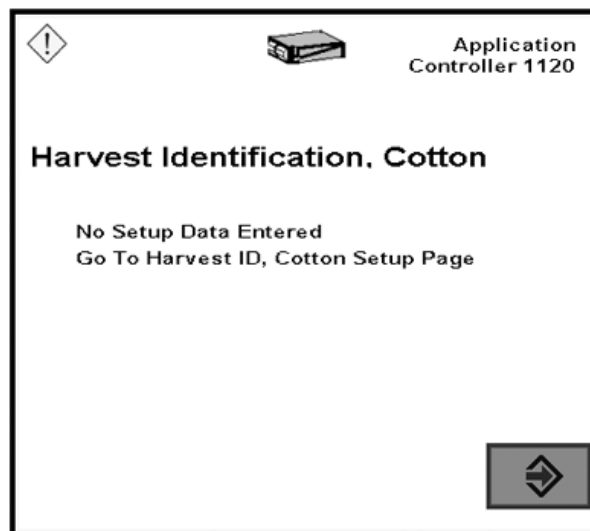 Application
Controller 1120
Harvest Identification, Cotton
No Setup Data Entered
Go To Harvest ID, Cotton Setup Page